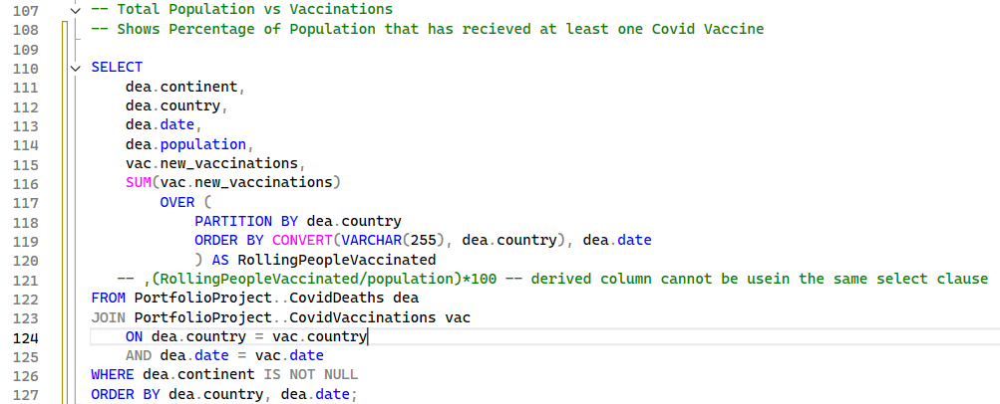 107 -- Total Population vs Vaccinations
108 -- Shows Percentage of Population that has recieved at least one Covid Vaccine
109
110 SELECT
111 dea.continent,
112 dea.country,
113 dea.date,
114 dea.population,
115 vac.new_vaccinations,
116 SUM(vac.new_vaccinations)
117 OVER (
118 PARTITION BY dea.country
119 ORDER BY CONVERT(VARCHAR(255), dea.country), dea.date
120 ) AS RollingPeopleVaccinated
121 -- ,(RollingPeopleVaccinated/population)*100 -- derived column cannot be usein the same select clause
122 FROM PortfolioProject..CovidDeaths dea
123 JOIN PortfolioProject..CovidVaccinations vac
124 ON dea.country = vac.country
125 AND dea.date = vac.date
126 WHERE dea.continent IS NOT NULL
127 ORDER BY dea.country, dea.date;